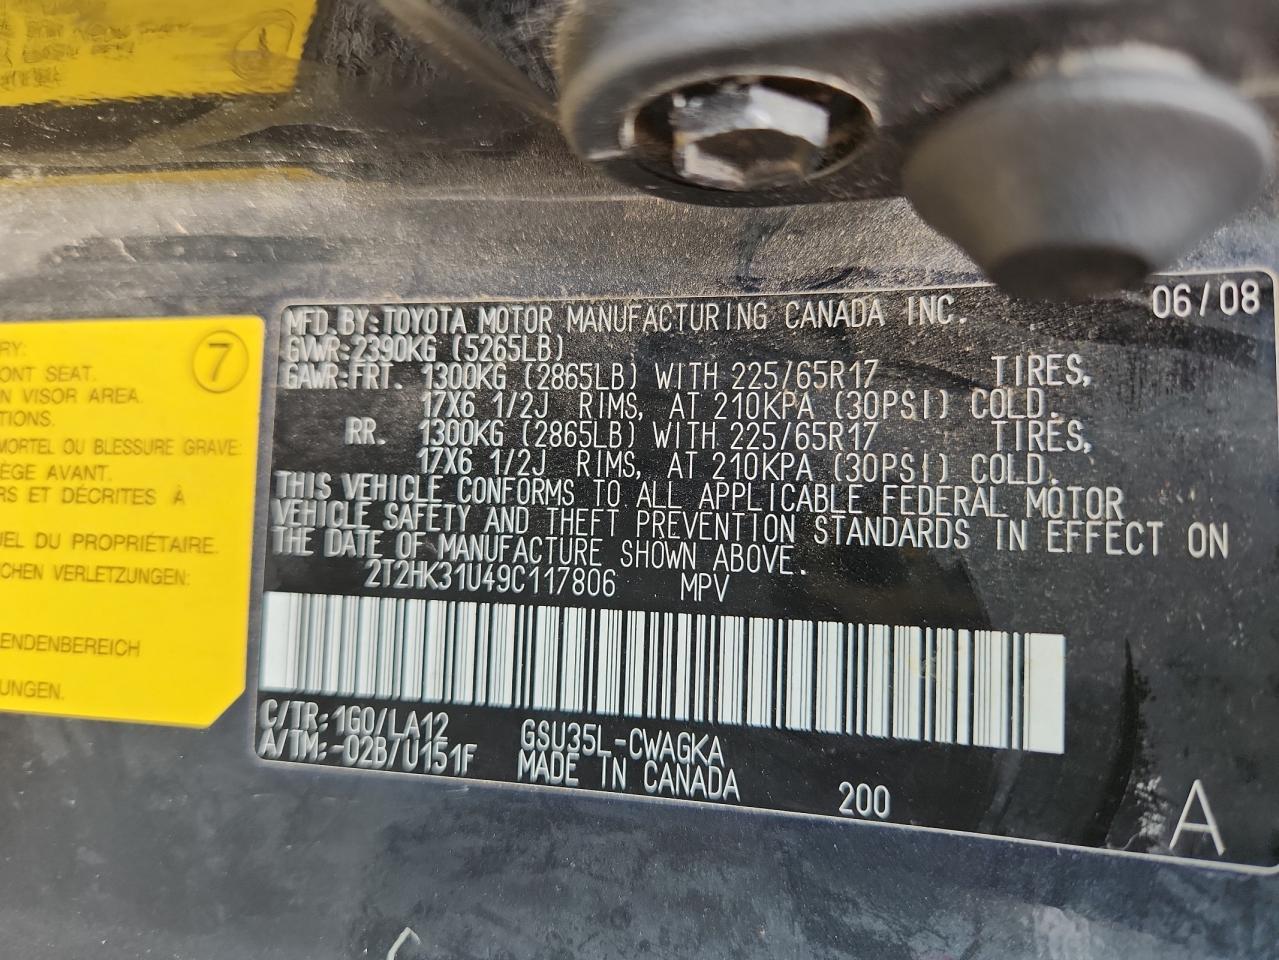 7
RY:
ONT SEAT.
N VISOR AREA.
TIONS.
MORTEL OU BLESSURE GRAVE:
IÈGE AVANT.
RS ET DÉCRITES À
UEL DU PROPRIÉTAIRE.
CHEN VERLETZUNGEN:
ENDENBEREICH
UNGEN.
06/08
MFD.BY:TOYOTA MOTOR MANUFACTURING CANADA INC.
GVWR:2390KG (5265LB)
GAWR:FRT. 1300KG (2865LB) WITH 225/65R17 TIRES,
17X6 1/2J RIMS, AT 210KPA (30PSI) COLD.
RR. 1300KG (2865LB) WITH 225/65R17 TIRES,
17X6 1/2J RIMS, AT 210KPA (30PSI) COLD.
THIS VEHICLE CONFORMS TO ALL APPLICABLE FEDERAL MOTOR
VEHICLE SAFETY AND THEFT PREVENTION STANDARDS IN EFFECT ON
THE DATE OF MANUFACTURE SHOWN ABOVE.
2T2HK31U49C117806 MPV
C/TR:1G0/LA12 GSU35L-CWAGKA
A/TM:-02B/U151F MADE IN CANADA 200 A